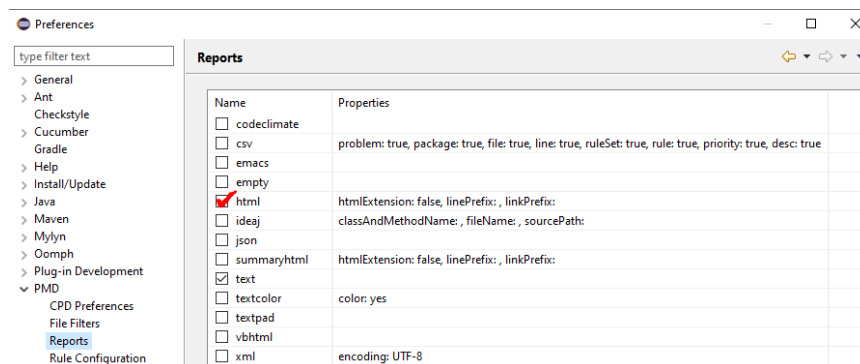 Preferences
type filter text
Reports
General
Ant
Checkstyle
Cucumber
Gradle
Help
Install/Update
Java
Maven
Mylyn
Oomph
Plug-in Development
PMD
CPD Preferences
File Filters
Reports
Rule Configuration
Name Properties
codeclimate
csv problem: true, package: true, file: true, line: true, ruleSet: true, rule: true, priority: true, desc: true
emacs
empty
html htmlExtension: false, linePrefix: , linkPrefix:
ideaj classAndMethodName: , fileName: , sourcePath:
json
summaryhtml htmlExtension: false, linePrefix: , linkPrefix:
text
textcolor color: yes
textpad
vbhtml
xml encoding: UTF-8